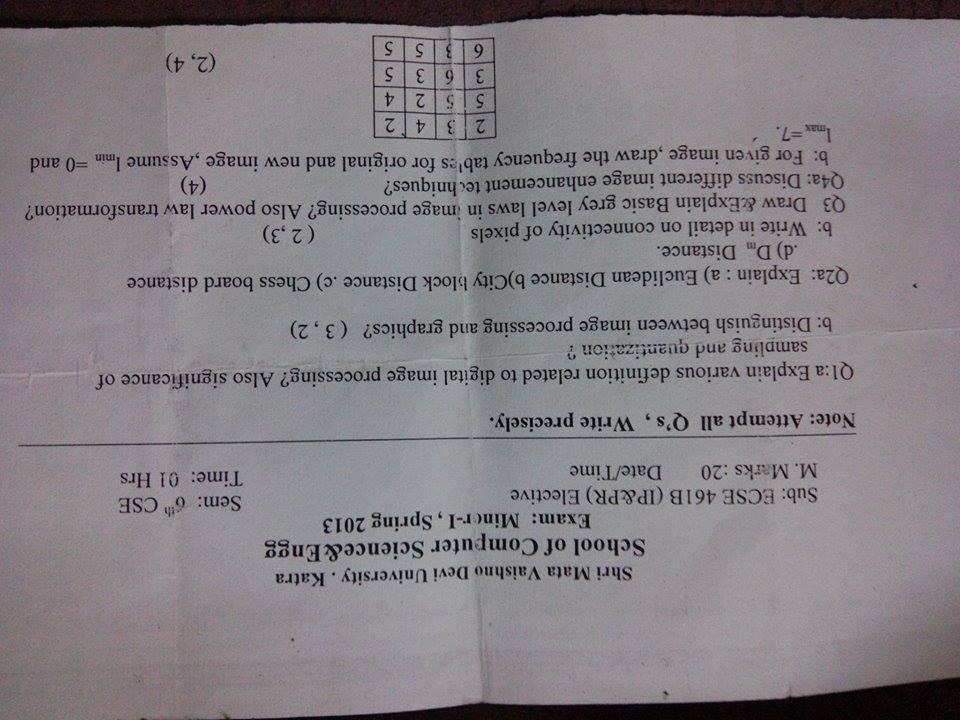 Shri Mata Vaishno Devi University . Katra
School of Computer Science&Engg
Exam: Minor-I , Spring 2013
Sub: ECSE 461B (IP&PR) Elective Sem: 6th CSE
M. Marks :20 Date/Time Time: 01 Hrs
Note: Attempt all Q's , Write precisely.
Q1:a Explain various definition related to digital image processing? Also significance of
sampling and quantization ?
b: Distinguish between image processing and graphics? ( 3 , 2)
Q2a: Explain : a) Euclidean Distance b)City block Distance .c) Chess board distance
.d) Dm Distance.
b: Write in detail on connectivity of pixels ( 2 ,3)
Q3 Draw &Explain Basic grey level laws in image processing? Also power law transformation?
Q4a: Discuss different image enhancement techniques? (4)
b: For given image ,draw the frequency tables for original and new image ,Assume lmin =0 and
lmax =7.
2 3 4 2
5 5 2 4
3 6 3 5
(2, 4)
6 3 5 5